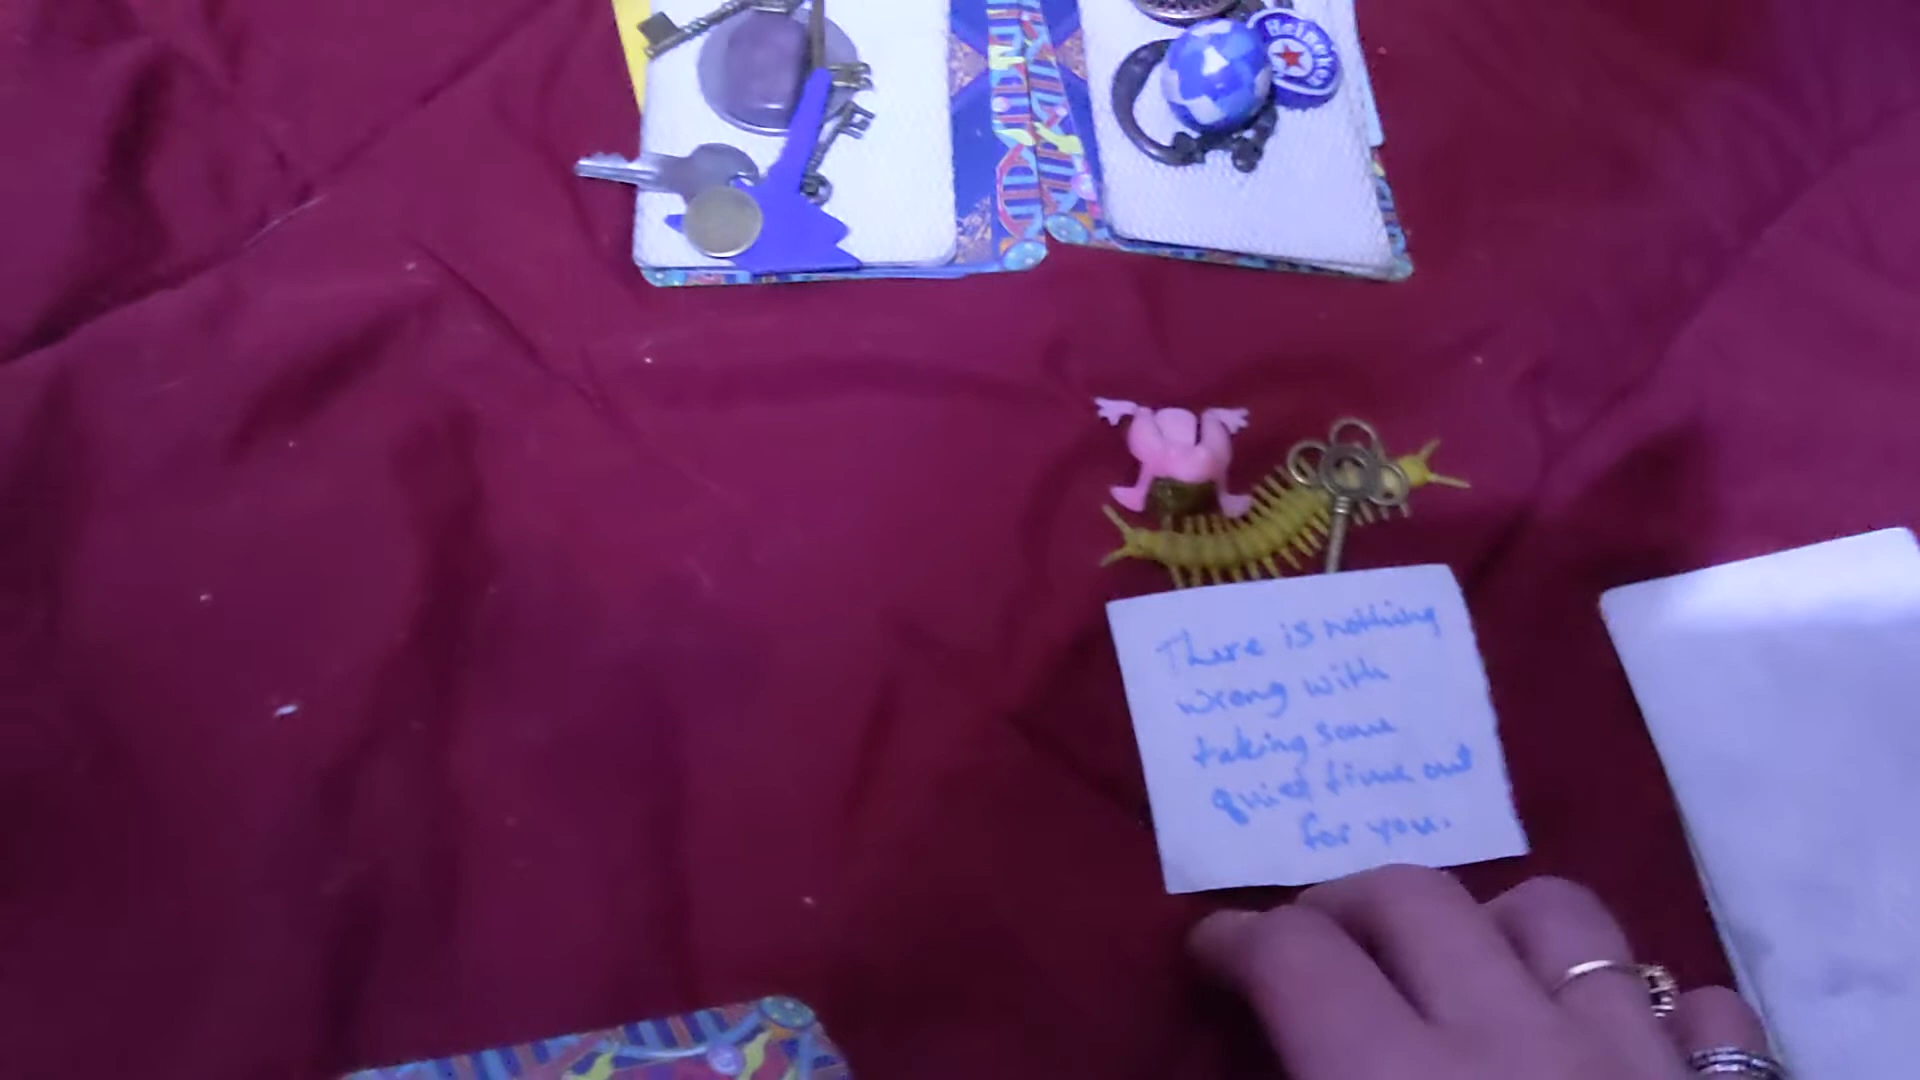 Heineken
There is nothing
wrong with
taking some
quiet time out
for you.